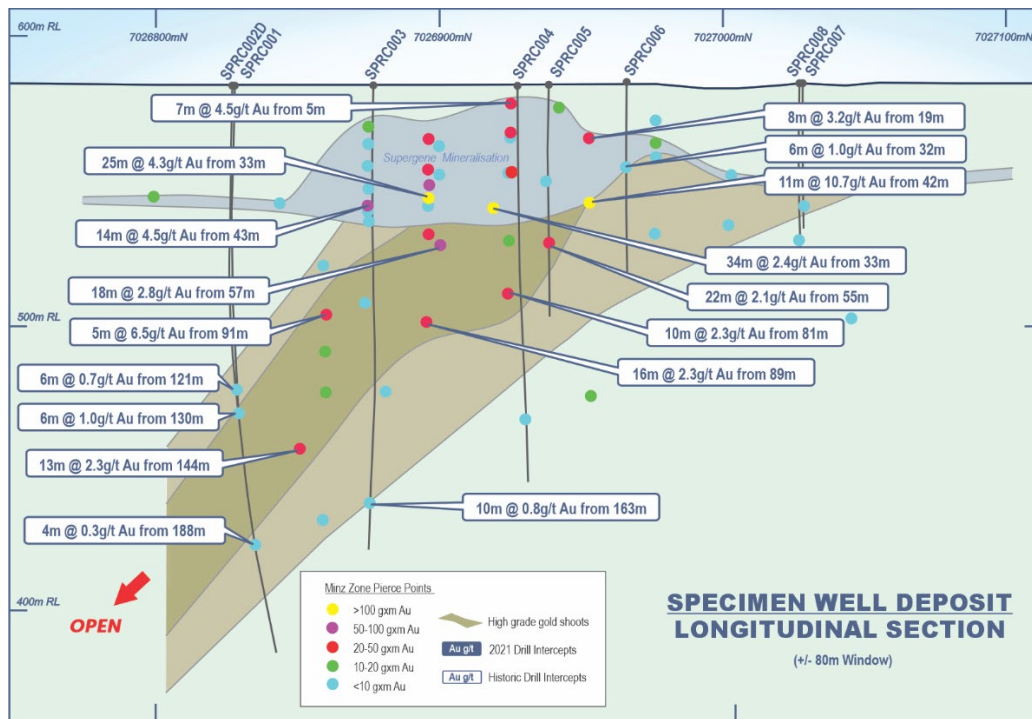 600m RL
7026800mN
7026900mN
7027000mN
7027100mN
SPRC002D
SPRC001
SPRC003
SPRC004
SPRC005
SPRC006
SPRC008
SPRC007
7m @ 4.5g/t Au from 5m
8m @ 3.2g/t Au from 19m
25m @ 4.3g/t Au from 33m
Supergene Mineralisation
6m @ 1.0g/t Au from 32m
11m @ 10.7g/t Au from 42m
14m @ 4.5g/t Au from 43m
34m @ 2.4g/t Au from 33m
18m @ 2.8g/t Au from 57m
22m @ 2.1g/t Au from 55m
500m RL
5m @ 6.5g/t Au from 91m
10m @ 2.3g/t Au from 81m
6m @ 0.7g/t Au from 121m
16m @ 2.3g/t Au from 89m
6m @ 1.0g/t Au from 130m
13m @ 2.3g/t Au from 144m
4m @ 0.3g/t Au from 188m
10m @ 0.8g/t Au from 163m
400m RL
OPEN
Minz Zone Pierce Points
>100 gxm Au
50-100 gxm Au
20-50 gxm Au
10-20 gxm Au
<10 gxm Au
High grade gold shoots
Au g/t 2021 Drill Intercepts
Au g/t Historic Drill Intercepts
SPECIMEN WELL DEPOSIT
LONGITUDINAL SECTION
(+/- 80m Window)